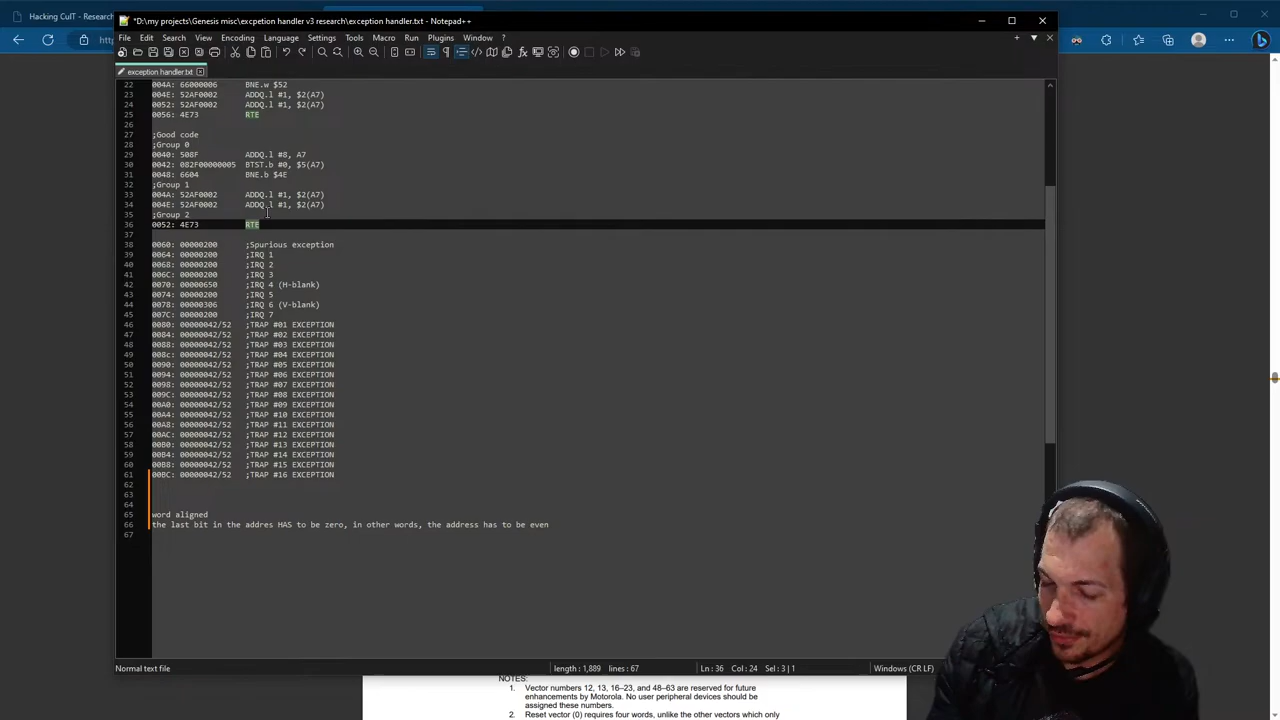 Hacking CuIT - Resear
*D:\my projects\Genesis misc\excpetion handler v3 research\exception handler.txt - Notepad++
File Edit Search View Encoding Language Settings Tools Macro Run Plugins Window ?
exception handler.txt
22 004A: 66000006 BNE.w $52
23 004E: 52AF0002 ADDQ.l #1, $2(A7)
24 0052: 52AF0002 ADDQ.l #1, $2(A7)
25 0056: 4E73 RTE
26
27 ;Good code
28 ;Group 0
29 0040: 508F ADDQ.l #8, A7
30 0042: 082F00000005 BTST.b #0, $5(A7)
31 0048: 6604 BNE.b $4E
32 ;Group 1
33 004A: 52AF0002 ADDQ.l #1, $2(A7)
34 004E: 52AF0002 ADDQ.l #1, $2(A7)
35 ;Group 2
36 0052: 4E73 RTE
37
38 0060: 00000200 ;Spurious exception
39 0064: 00000200 ;IRQ 1
40 0068: 00000200 ;IRQ 2
41 006C: 00000200 ;IRQ 3
42 0070: 00000650 ;IRQ 4 (H-blank)
43 0074: 00000200 ;IRQ 5
44 0078: 00000306 ;IRQ 6 (V-blank)
45 007C: 00000200 ;IRQ 7
46 0080: 00000042/52 ;TRAP #01 EXCEPTION
47 0084: 00000042/52 ;TRAP #02 EXCEPTION
48 0088: 00000042/52 ;TRAP #03 EXCEPTION
49 008c: 00000042/52 ;TRAP #04 EXCEPTION
50 0090: 00000042/52 ;TRAP #05 EXCEPTION
51 0094: 00000042/52 ;TRAP #06 EXCEPTION
52 0098: 00000042/52 ;TRAP #07 EXCEPTION
53 009C: 00000042/52 ;TRAP #08 EXCEPTION
54 00A0: 00000042/52 ;TRAP #09 EXCEPTION
55 00A4: 00000042/52 ;TRAP #10 EXCEPTION
56 00A8: 00000042/52 ;TRAP #11 EXCEPTION
57 00AC: 00000042/52 ;TRAP #12 EXCEPTION
58 00B0: 00000042/52 ;TRAP #13 EXCEPTION
59 00B4: 00000042/52 ;TRAP #14 EXCEPTION
60 00B8: 00000042/52 ;TRAP #15 EXCEPTION
61 00BC: 00000042/52 ;TRAP #16 EXCEPTION
62
63
64
65 word aligned
66 the last bit in the addres HAS to be zero, in other words, the address has to be even
67
Normal text file length : 1,889 lines : 67 Ln : 36 Col : 24 Sel : 3 | 1 Windows (CR LF)
NOTES:
1. Vector numbers 12, 13, 16–23, and 48–63 are reserved for future
enhancements by Motorola. No user peripheral devices should be
assigned these numbers.
2. Reset vector (0) requires four words, unlike the other vectors which only